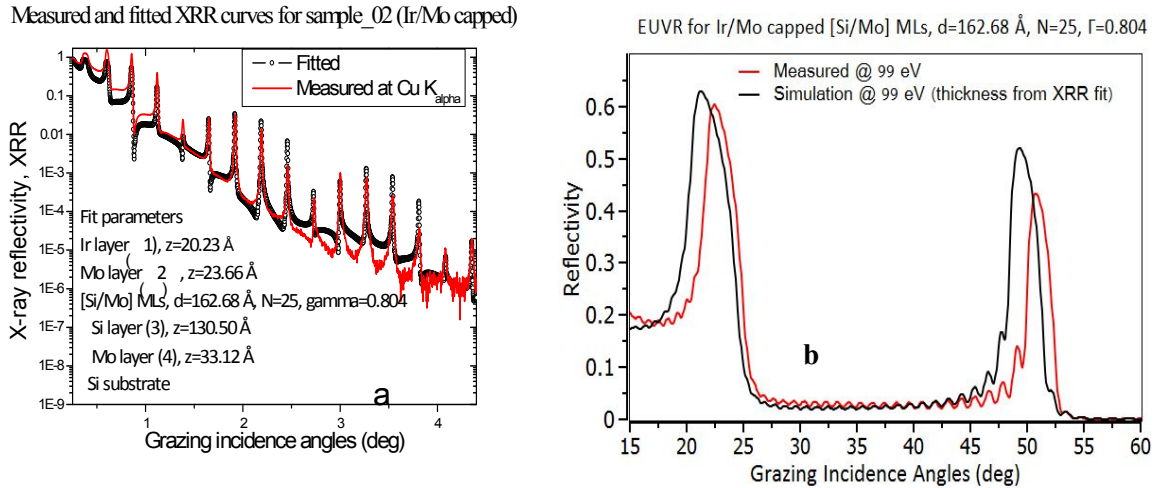 Measured and fitted XRR curves for sample_02 (Ir/Mo capped)
Fitted
Measured at Cu K_alpha
X-ray reflectivity, XRR
1
0.1
0.01
1E-3
1E-4
1E-5
1E-6
1E-7
1E-8
1E-9
Fit parameters
Ir layer (1), z=20.23 Å
Mo layer (2), z=23.66 Å
[Si/Mo] MLs, d=162.68 Å, N=25, gamma=0.804
Si layer (3), z=130.50 Å
Mo layer (4), z=33.12 Å
Si substrate
a
1 2 3 4
Grazing incidence angles (deg)
EUVR for Ir/Mo capped [Si/Mo] MLs, d=162.68 Å, N=25, Γ=0.804
Measured @ 99 eV
Simulation @ 99 eV (thickness from XRR fit)
Reflectivity
0.6
0.5
0.4
0.3
0.2
0.1
0
b
15 20 25 30 35 40 45 50 55 60
Grazing Incidence Angles (deg)